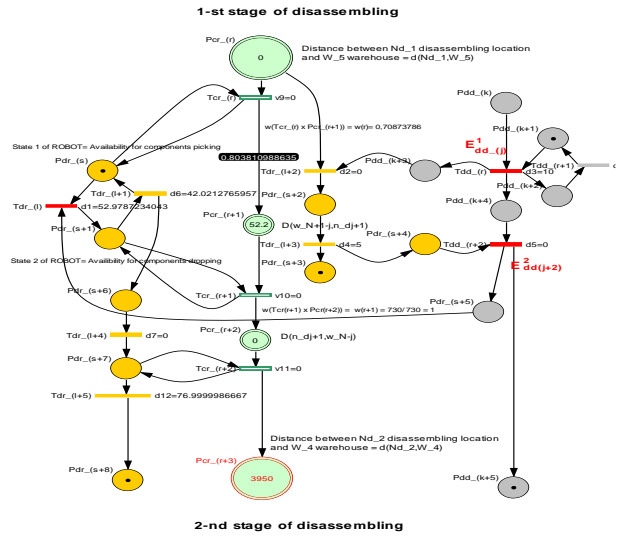 1-st stage of disassembling
Pcr_(r)
0
Distance between Nd_1 disassembling location
and W_5 warehouse = d(Nd_1,W_5)
Tcr_(r)
v9=0
Pdd_(k)
w(Tcr_(r) x Pcr_(r+1)) = w(r) = 0,70873786
Pdd_(k+1)
State 1 of ROBOT= Availability for components picking
E 1 dd_(j)
0.803810988635
Pdr_(s)
Pdd_(k+3)
Tdd_(r+1)
Tdr_(l+2)
d2=0
Tdd_(r)
d3=10
Pdd_(k+2)
Tdr_(l+1)
d6=42.0212765957
Pdr_(s+2)
Pdd_(k+4)
Tdr_(l)
d1=52.9787234043
Pcr_(r+1)
52.2
D(w_N+1-j,n_dj+1)
Pdr_(s+1)
Pdr_(s+4)
Tdr_(l+3)
d4=5
Tdd_(r+2)
d5=0
State 2 of ROBOT= Availability for components dropping
Pdr_(s+3)
E 2 dd(j+2)
Pdr_(s+6)
Tcr_(r+1)
v10=0
Pdr_(s+5)
w(Tcr(r+1) x Pcr(r+2)) = w(r+1) = 730/730 = 1
Pcr_(r+2)
0
D(n_dj+1,w_N-j)
Tdr_(l+4)
d7=0
Pdr_(s+7)
Tcr_(r+2)
v11=0
Tdr_(l+5)
d12=76.9999986667
Distance between Nd_2 disassembling location
and W_4 warehouse = d(Nd_2,W_4)
Pcr_(r+3)
3950
Pdr_(s+8)
Pdd_(k+5)
2-nd stage of disassembling